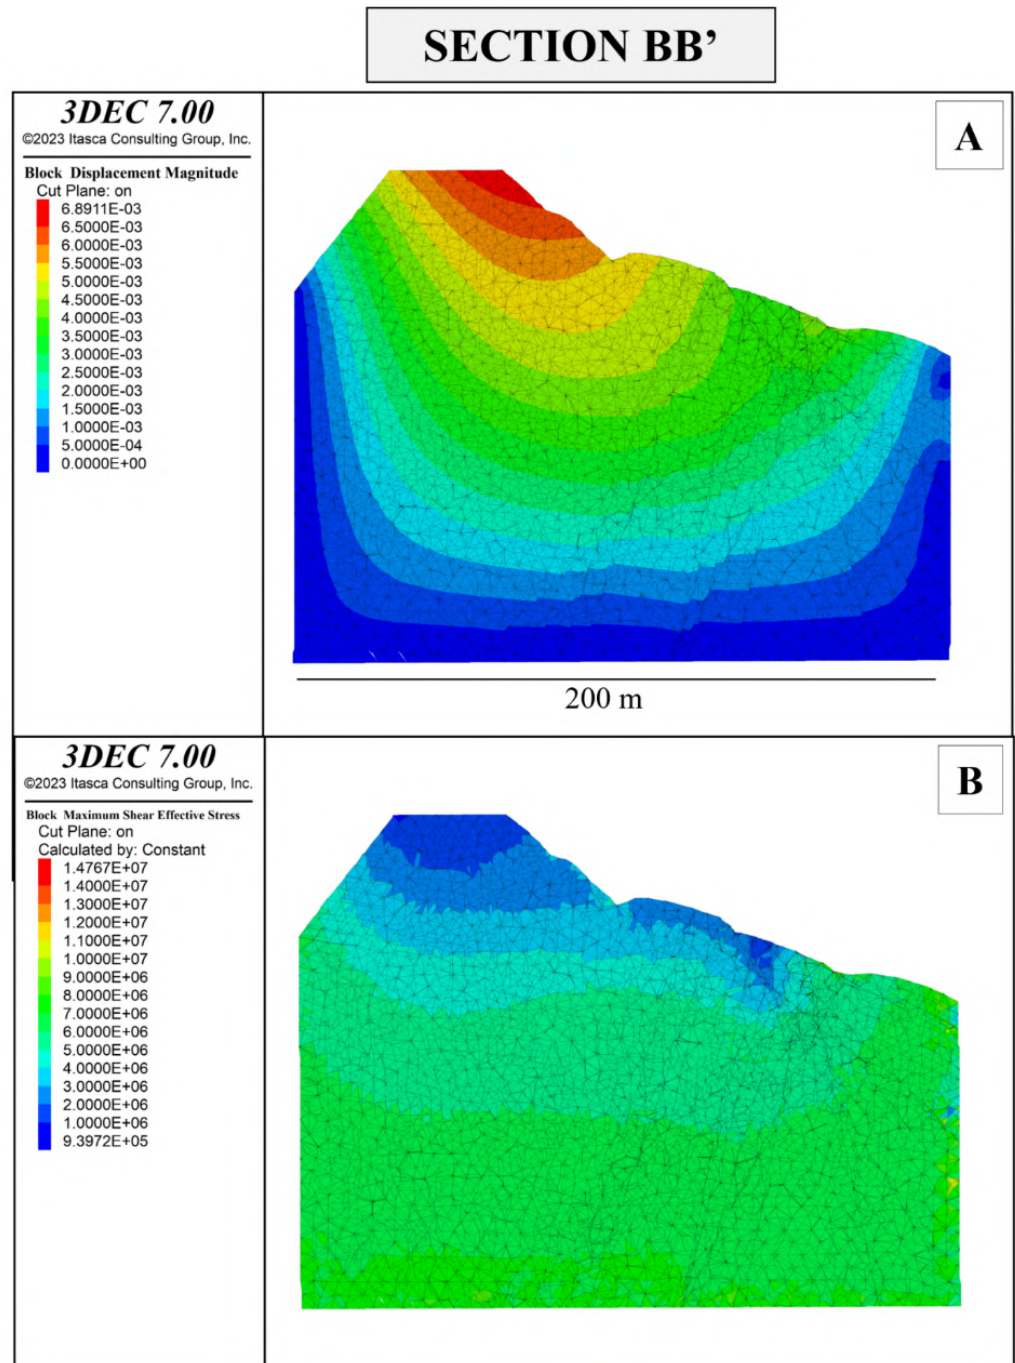 SECTION BB’
3DEC 7.00
©2023 Itasca Consulting Group, Inc.
Block Displacement Magnitude
Cut Plane: on
6.8911E-03
6.5000E-03
6.0000E-03
5.5000E-03
5.0000E-03
4.5000E-03
4.0000E-03
3.5000E-03
3.0000E-03
2.5000E-03
2.0000E-03
1.5000E-03
1.0000E-03
5.0000E-04
0.0000E+00
A
200 m
3DEC 7.00
©2023 Itasca Consulting Group, Inc.
Block Maximum Shear Effective Stress
Cut Plane: on
Calculated by: Constant
1.4767E+07
1.4000E+07
1.3000E+07
1.2000E+07
1.1000E+07
1.0000E+07
9.0000E+06
8.0000E+06
7.0000E+06
6.0000E+06
5.0000E+06
4.0000E+06
3.0000E+06
2.0000E+06
1.0000E+06
9.3972E+05
B